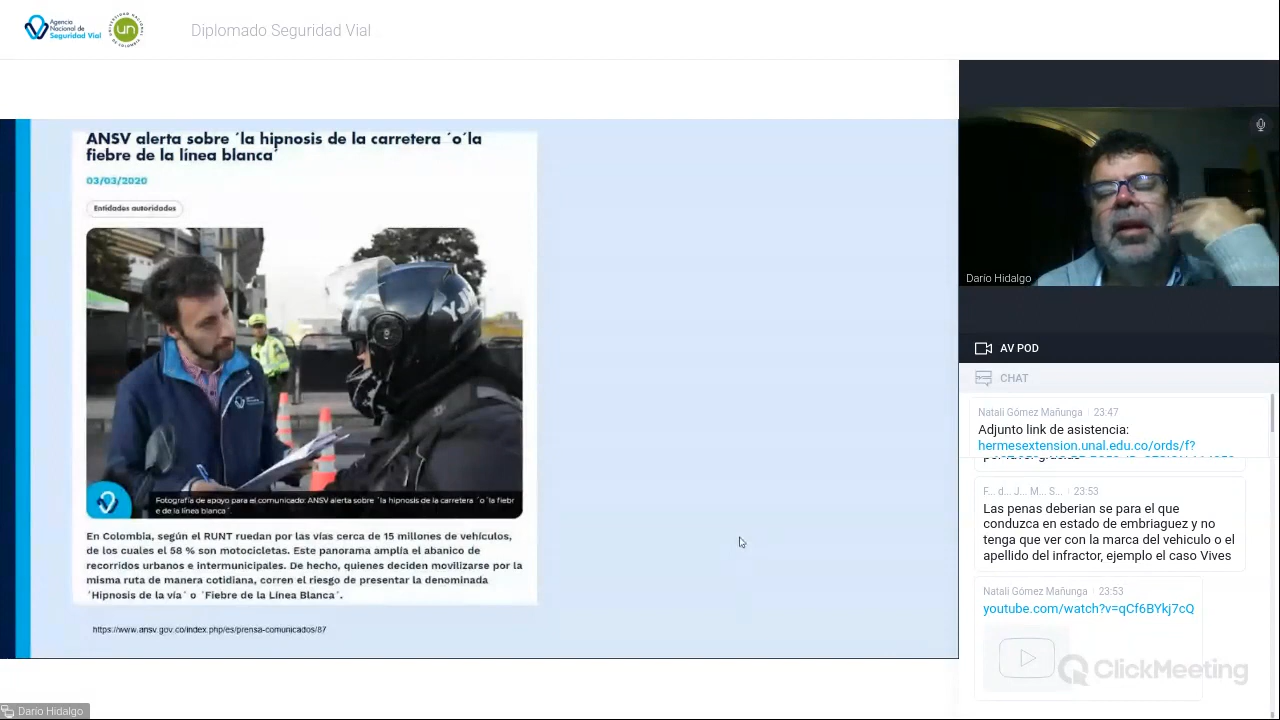 Agencia
Nacional de
Seguridad Vial
UNIVERSIDAD NACIONAL DE COLOMBIA
un
Diplomado Seguridad Vial
ANSV alerta sobre ´la hipnosis de la carretera ´o´la
fiebre de la línea blanca´
03/03/2020
Entidades autoridades
YJM
Fotografía de apoyo para el comunicado: ANSV alerta sobre ´la hipnosis de la carretera ´o ´la fiebr
e de la línea blanca´.
En Colombia, según el RUNT ruedan por las vías cerca de 15 millones de vehículos,
de los cuales el 58 % son motocicletas. Este panorama amplía el abanico de
recorridos urbanos e intermunicipales. De hecho, quienes deciden movilizarse por la
misma ruta de manera cotidiana, corren el riesgo de presentar la denominada
´Hipnosis de la vía´ o ´Fiebre de la Línea Blanca´.
https://www.ansv.gov.co/index.php/es/prensa-comunicados/87
Darío Hidalgo
Darío Hidalgo
AV POD
CHAT
Natali Gómez Mañunga | 23:47
Adjunto link de asistencia:
hermesextension.unal.edu.co/ords/f?
F... d... J... M... S... | 23:53
Las penas deberian se para el que
conduzca en estado de embriaguez y no
tenga que ver con la marca del vehiculo o el
apellido del infractor, ejemplo el caso Vives
Natali Gómez Mañunga | 23:53
youtube.com/watch?v=qCf6BYkj7cQ
ClickMeeting